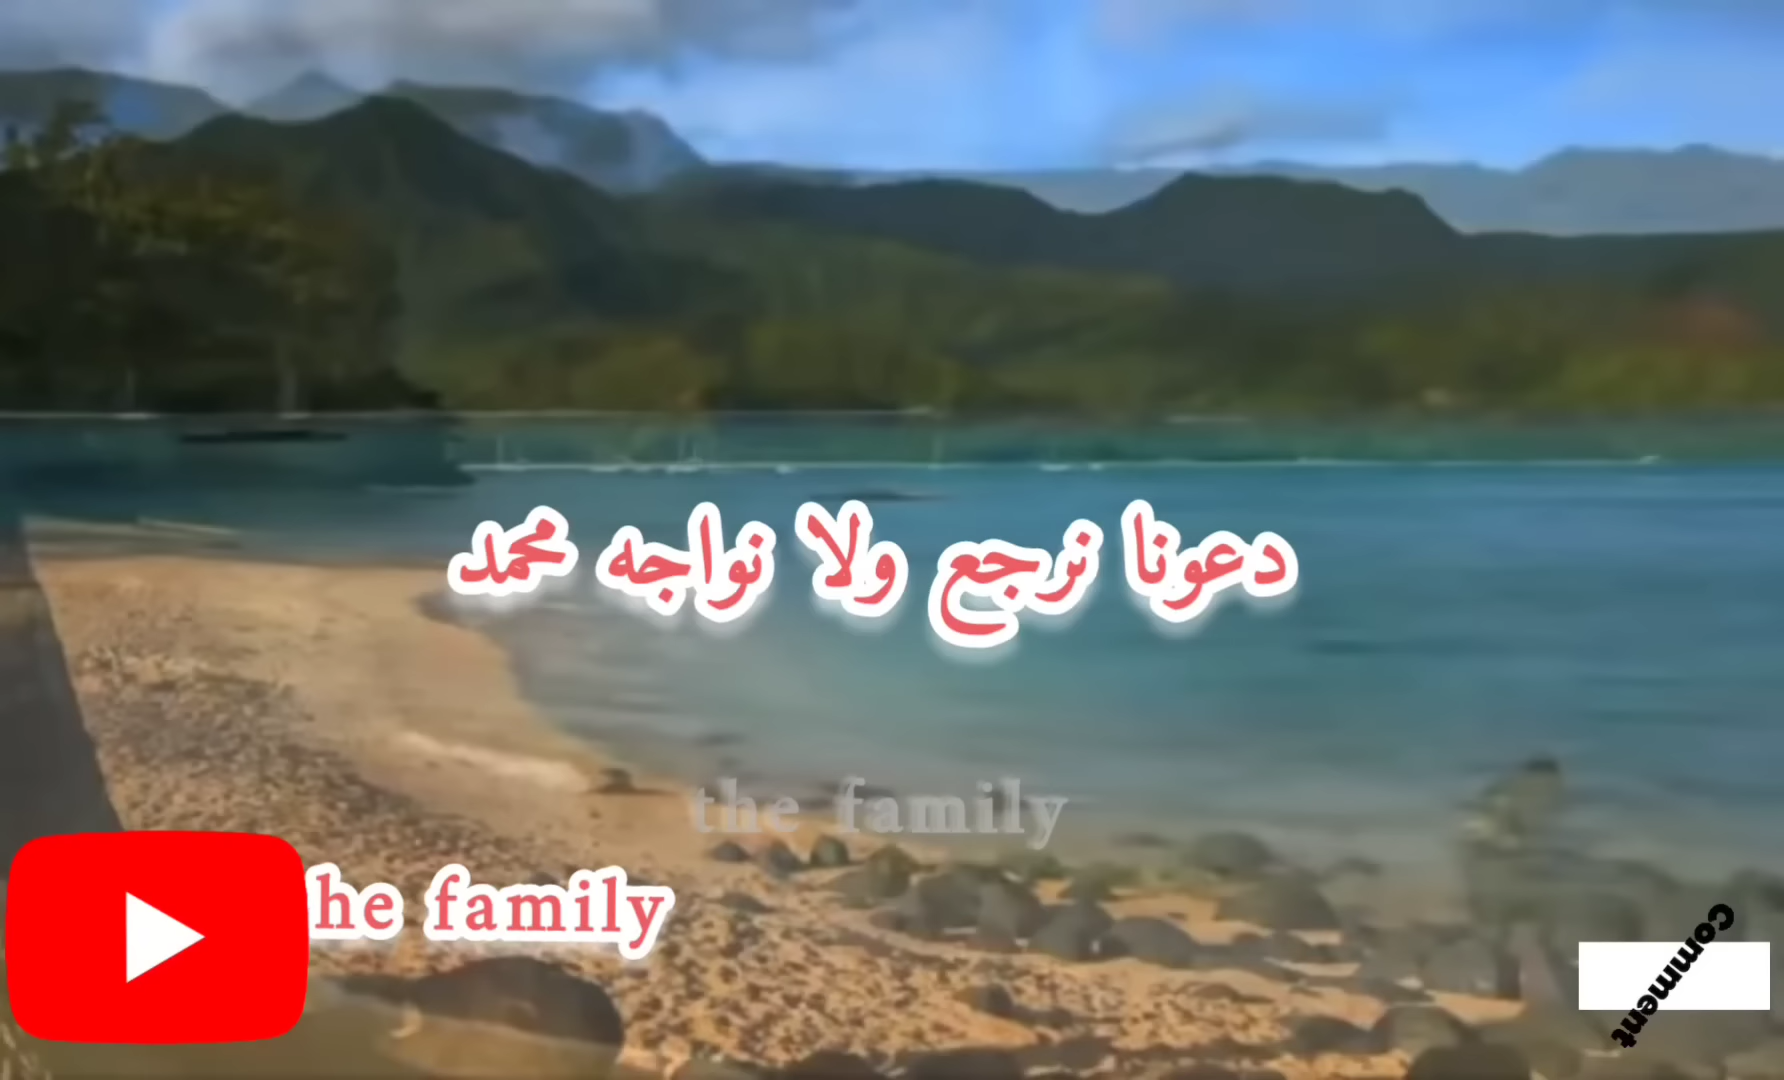 دعونا نرجع ولا نواجه محمد
the family
he family
comment